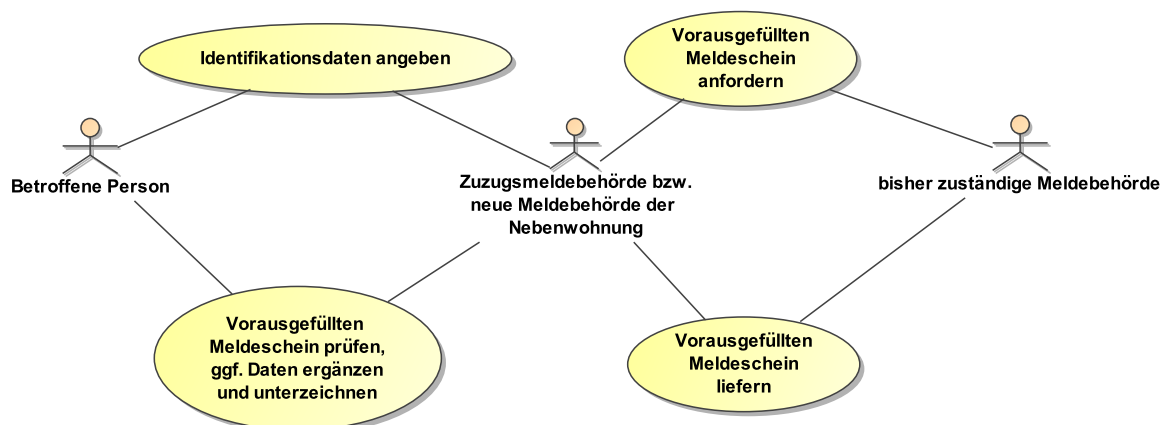 Identifikationsdaten angeben
Vorausgefüllten
Meldeschein
anfordern
Betroffene Person
Zuzugsmeldebehörde bzw.
neue Meldebehörde der
Nebenwohnung
bisher zuständige Meldebehörde
Vorausgefüllten
Meldeschein prüfen,
ggf. Daten ergänzen
und unterzeichnen
Vorausgefüllten
Meldeschein
liefern